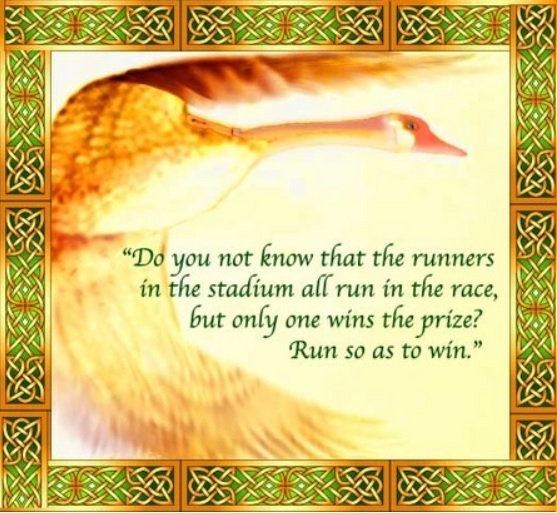 “Do you not know that the runners
in the stadium all run in the race,
but only one wins the prize?
Run so as to win.”